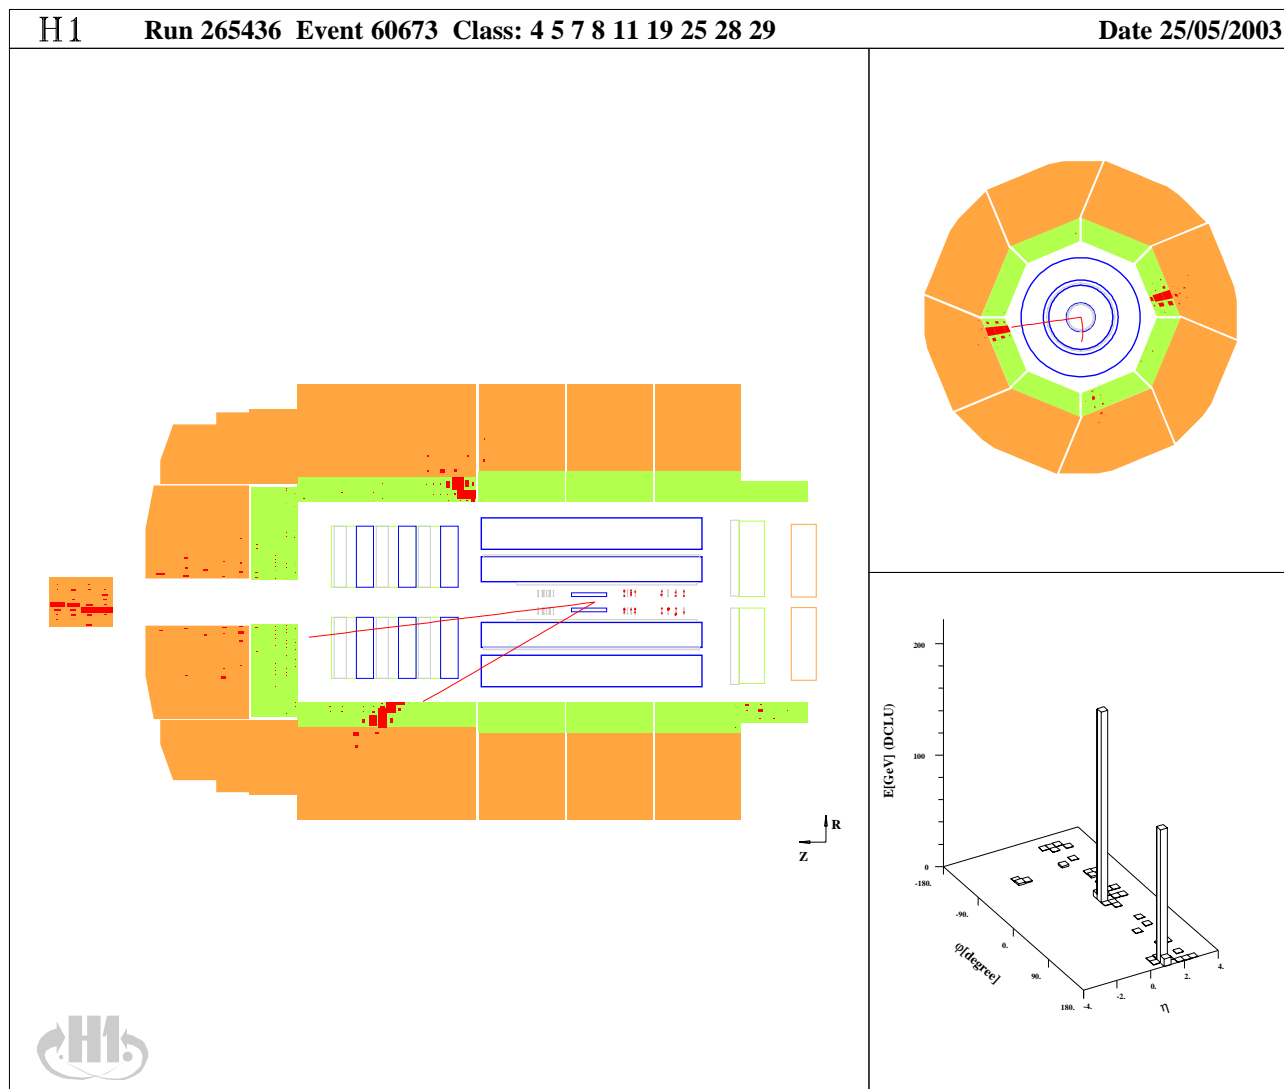 H1 Run 265436 Event 60673 Class: 4 5 7 8 11 19 25 28 29 Date 25/05/2003
R
Z
E[GeV] (DCLU)
200
100
0
-180.
-90.
0.
90.
180.
φ[degree]
-4.
-2.
0.
2.
4.
η
H1